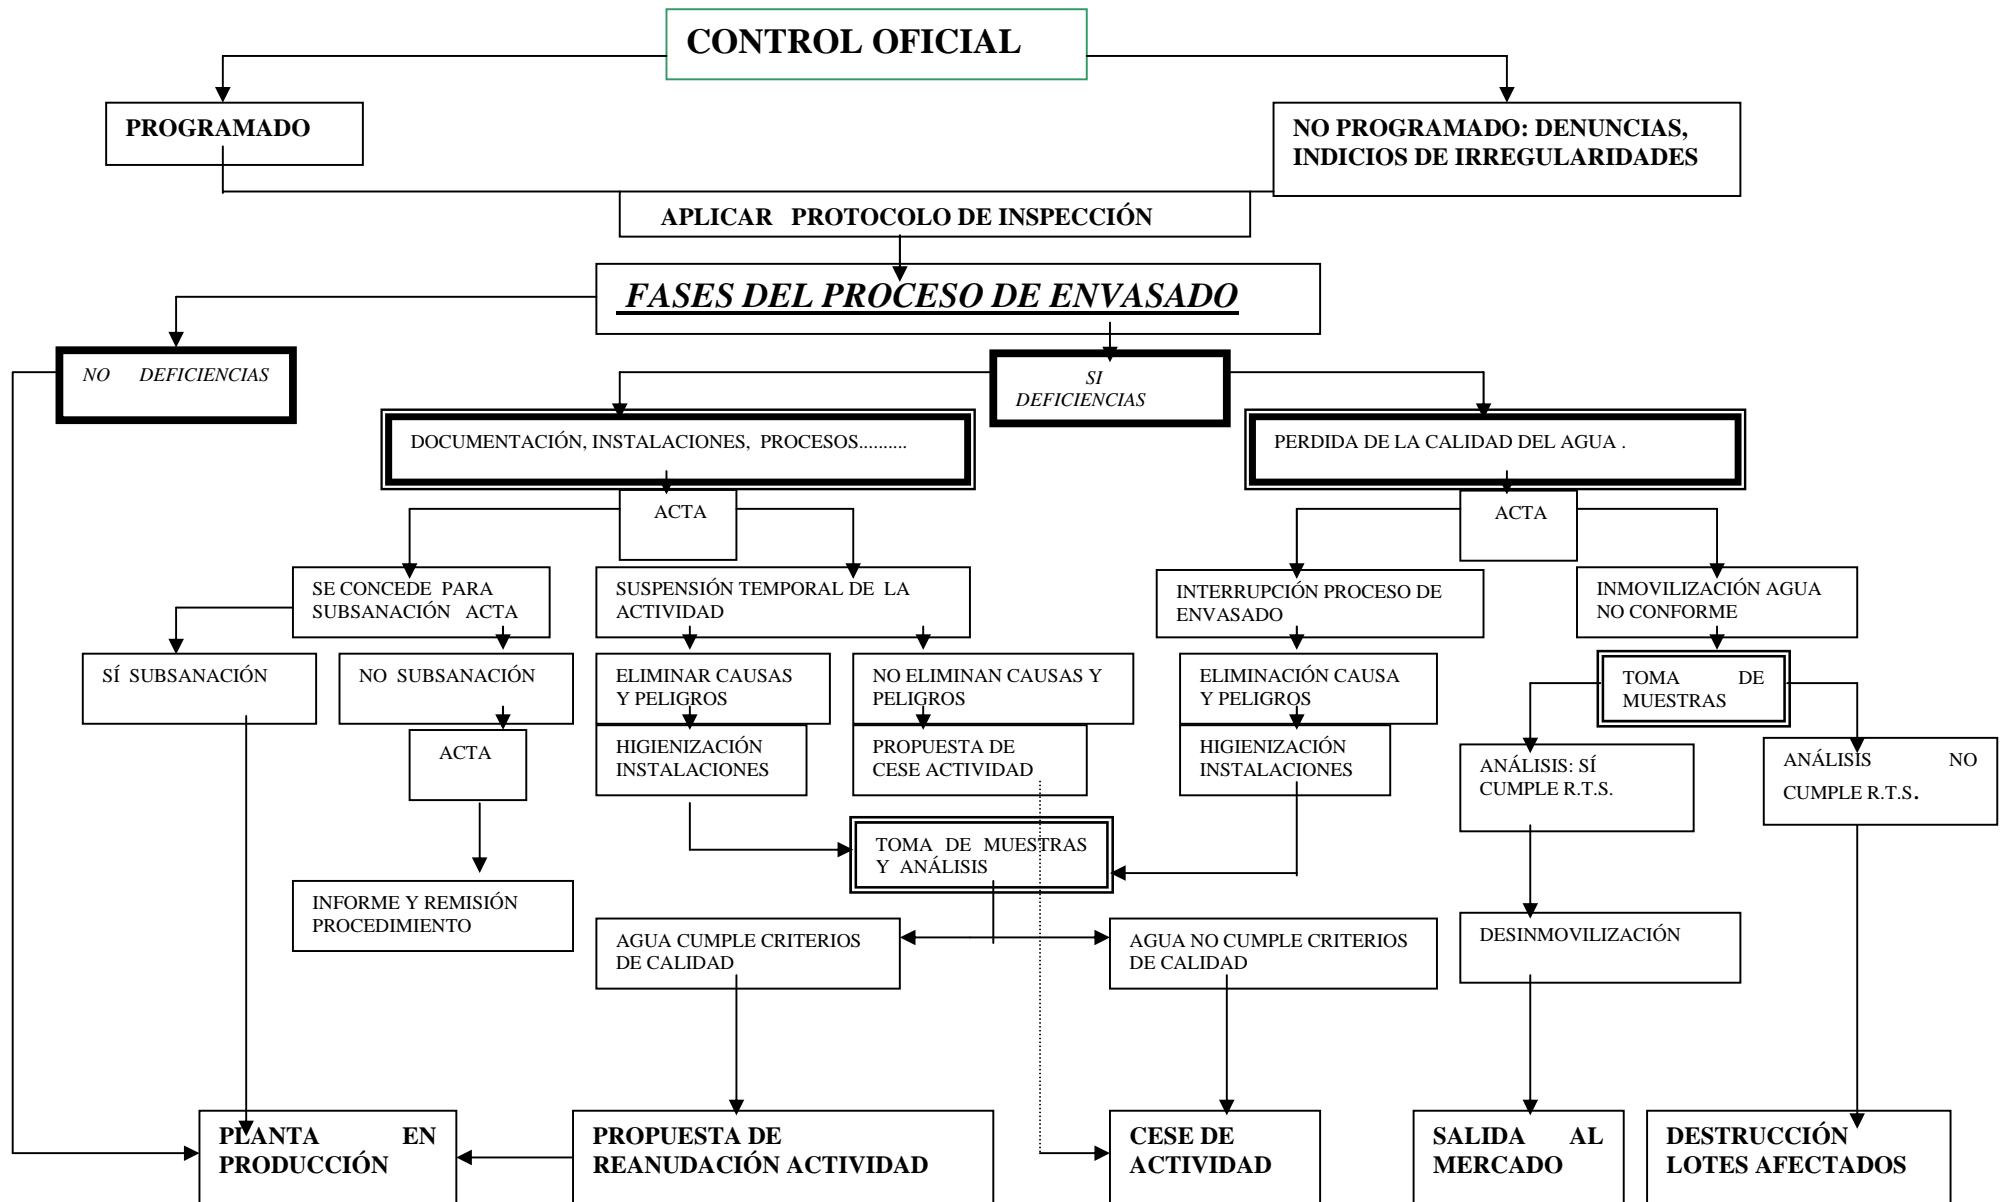 CONTROL OFICIAL
PROGRAMADO
NO PROGRAMADO: DENUNCIAS,
INDICIOS DE IRREGULARIDADES
APLICAR PROTOCOLO DE INSPECCIÓN
FASES DEL PROCESO DE ENVASADO
NO DEFICIENCIAS
SI
DEFICIENCIAS
DOCUMENTACIÓN, INSTALACIONES, PROCESOS..........
PERDIDA DE LA CALIDAD DEL AGUA .
ACTA
ACTA
SE CONCEDE PARA
SUBSANACIÓN ACTA
SUSPENSIÓN TEMPORAL DE LA
ACTIVIDAD
INTERRUPCIÓN PROCESO DE
ENVASADO
INMOVILIZACIÓN AGUA
NO CONFORME
SÍ SUBSANACIÓN
NO SUBSANACIÓN
ELIMINAR CAUSAS
Y PELIGROS
NO ELIMINAN CAUSAS Y
PELIGROS
ELIMINACIÓN CAUSA
Y PELIGROS
TOMA DE
MUESTRAS
ACTA
HIGIENIZACIÓN
INSTALACIONES
PROPUESTA DE
CESE ACTIVIDAD
HIGIENIZACIÓN
INSTALACIONES
ANÁLISIS: SÍ
CUMPLE R.T.S.
ANÁLISIS NO
CUMPLE R.T.S.
TOMA DE MUESTRAS
Y ANÁLISIS
INFORME Y REMISIÓN
PROCEDIMIENTO
AGUA CUMPLE CRITERIOS
DE CALIDAD
AGUA NO CUMPLE CRITERIOS
DE CALIDAD
DESINMOVILIZACIÓN
PLANTA EN
PRODUCCIÓN
PROPUESTA DE
REANUDACIÓN ACTIVIDAD
CESE DE
ACTIVIDAD
SALIDA AL
MERCADO
DESTRUCCIÓN
LOTES AFECTADOS